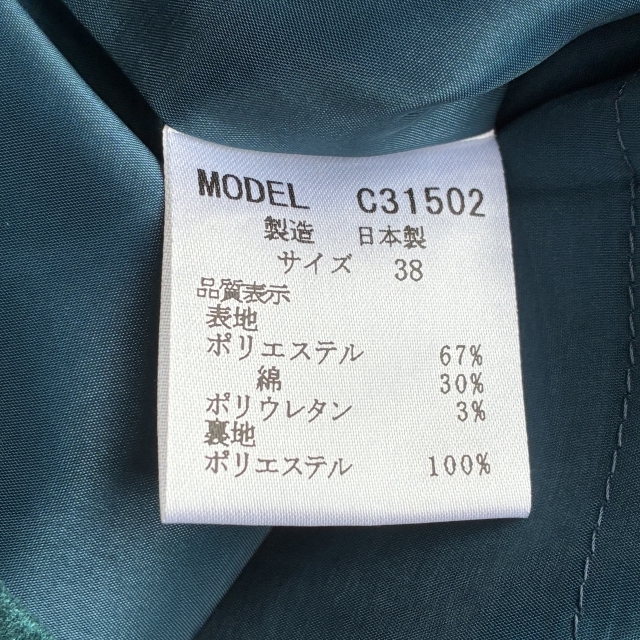 MODEL C31502
製造 日本製
サイズ 38
品質表示
表地
ポリエステル 67%
綿 30%
ポリウレタン 3%
裏地
ポリエステル 100%